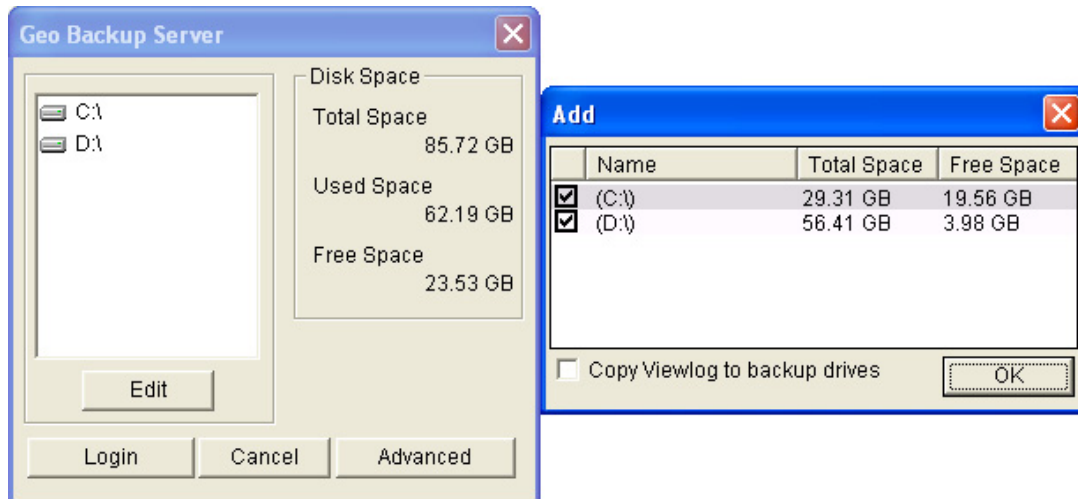 Geo Backup Server
C:\
D:\
Edit
Disk Space
Total Space
85.72 GB
Used Space
62.19 GB
Free Space
23.53 GB
Login Cancel Advanced
Add
Name Total Space Free Space
(C:\) 29.31 GB 19.56 GB
(D:\) 56.41 GB 3.98 GB
Copy Viewlog to backup drives
OK